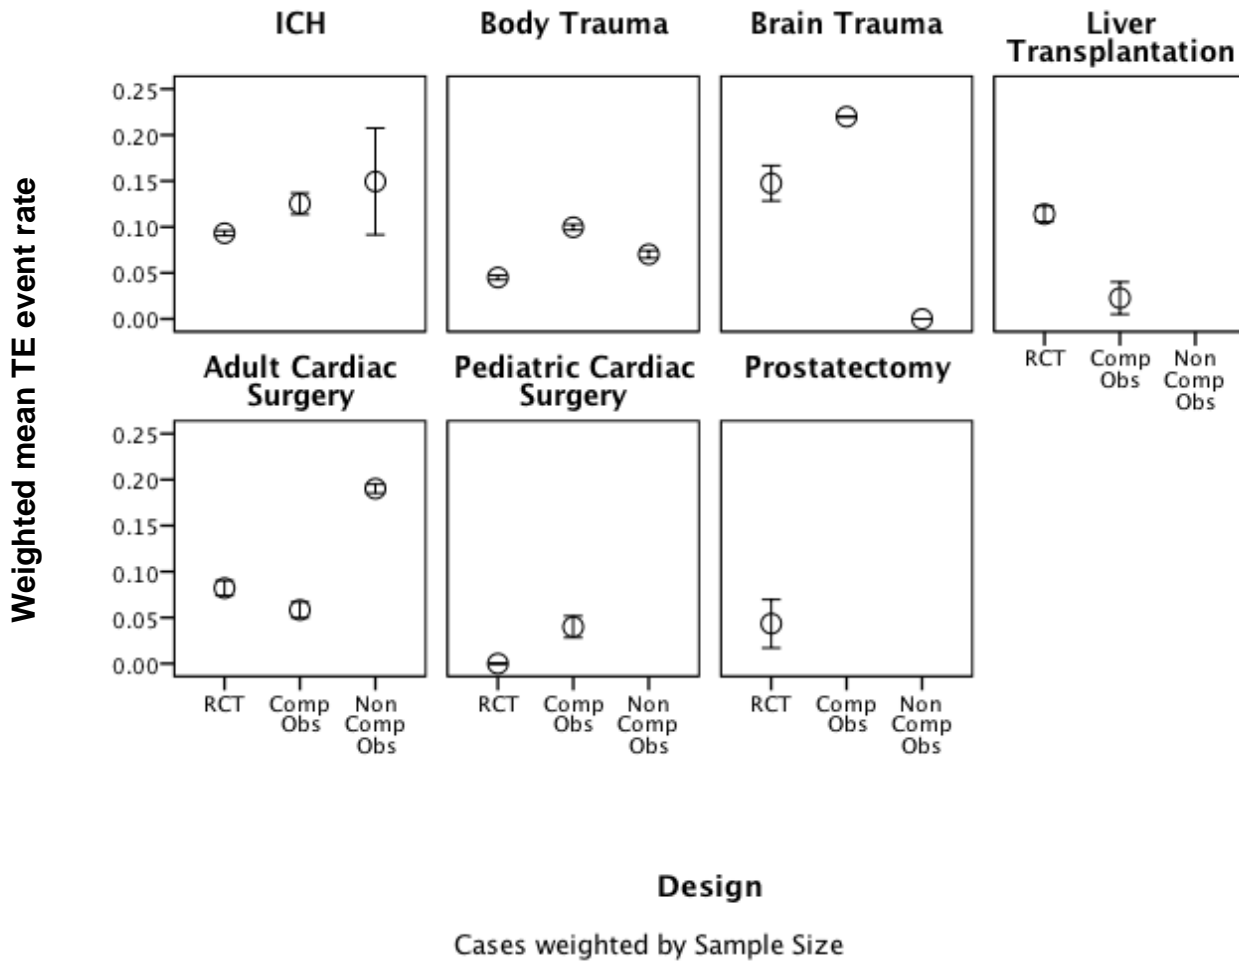 ICH
Body Trauma
Brain Trauma
Liver
Transplantation
Weighted mean TE event rate
0.25
0.20
0.15
0.10
0.05
0.00
RCT
Comp
Obs
Non
Comp
Obs
Adult Cardiac
Surgery
Pediatric Cardiac
Surgery
Prostatectomy
0.25
0.20
0.15
0.10
0.05
0.00
RCT
Comp
Obs
Non
Comp
Obs
RCT
Comp
Obs
Non
Comp
Obs
RCT
Comp
Obs
Non
Comp
Obs
Design
Cases weighted by Sample Size